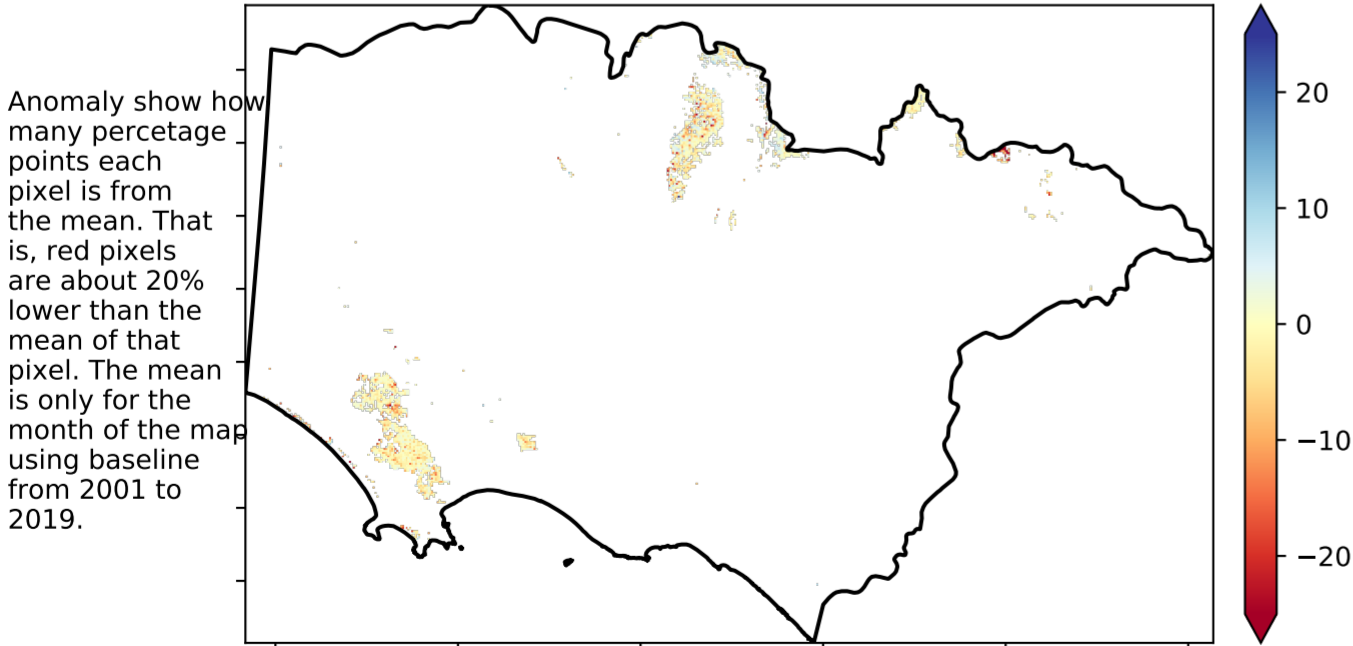 Anomaly show how
many percetage
points each
pixel is from
the mean. That
is, red pixels
are about 20%
lower than the
mean of that
pixel. The mean
is only for the
month of the map
using baseline
from 2001 to
2019.
20
10
0
−10
−20